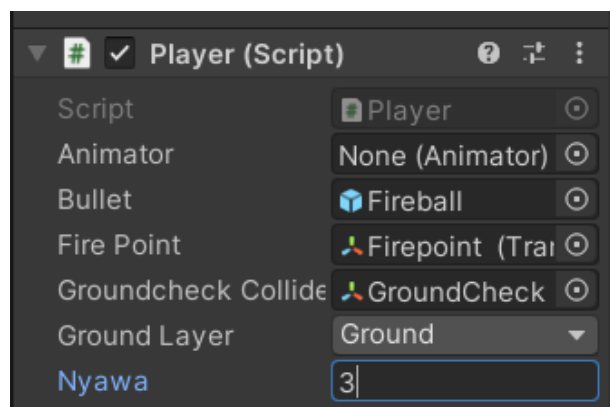 # Player (Script)
Script Player
Animator None (Animator)
Bullet Fireball
Fire Point Firepoint (Tran
Groundcheck Collide GroundCheck
Ground Layer Ground
Nyawa 3